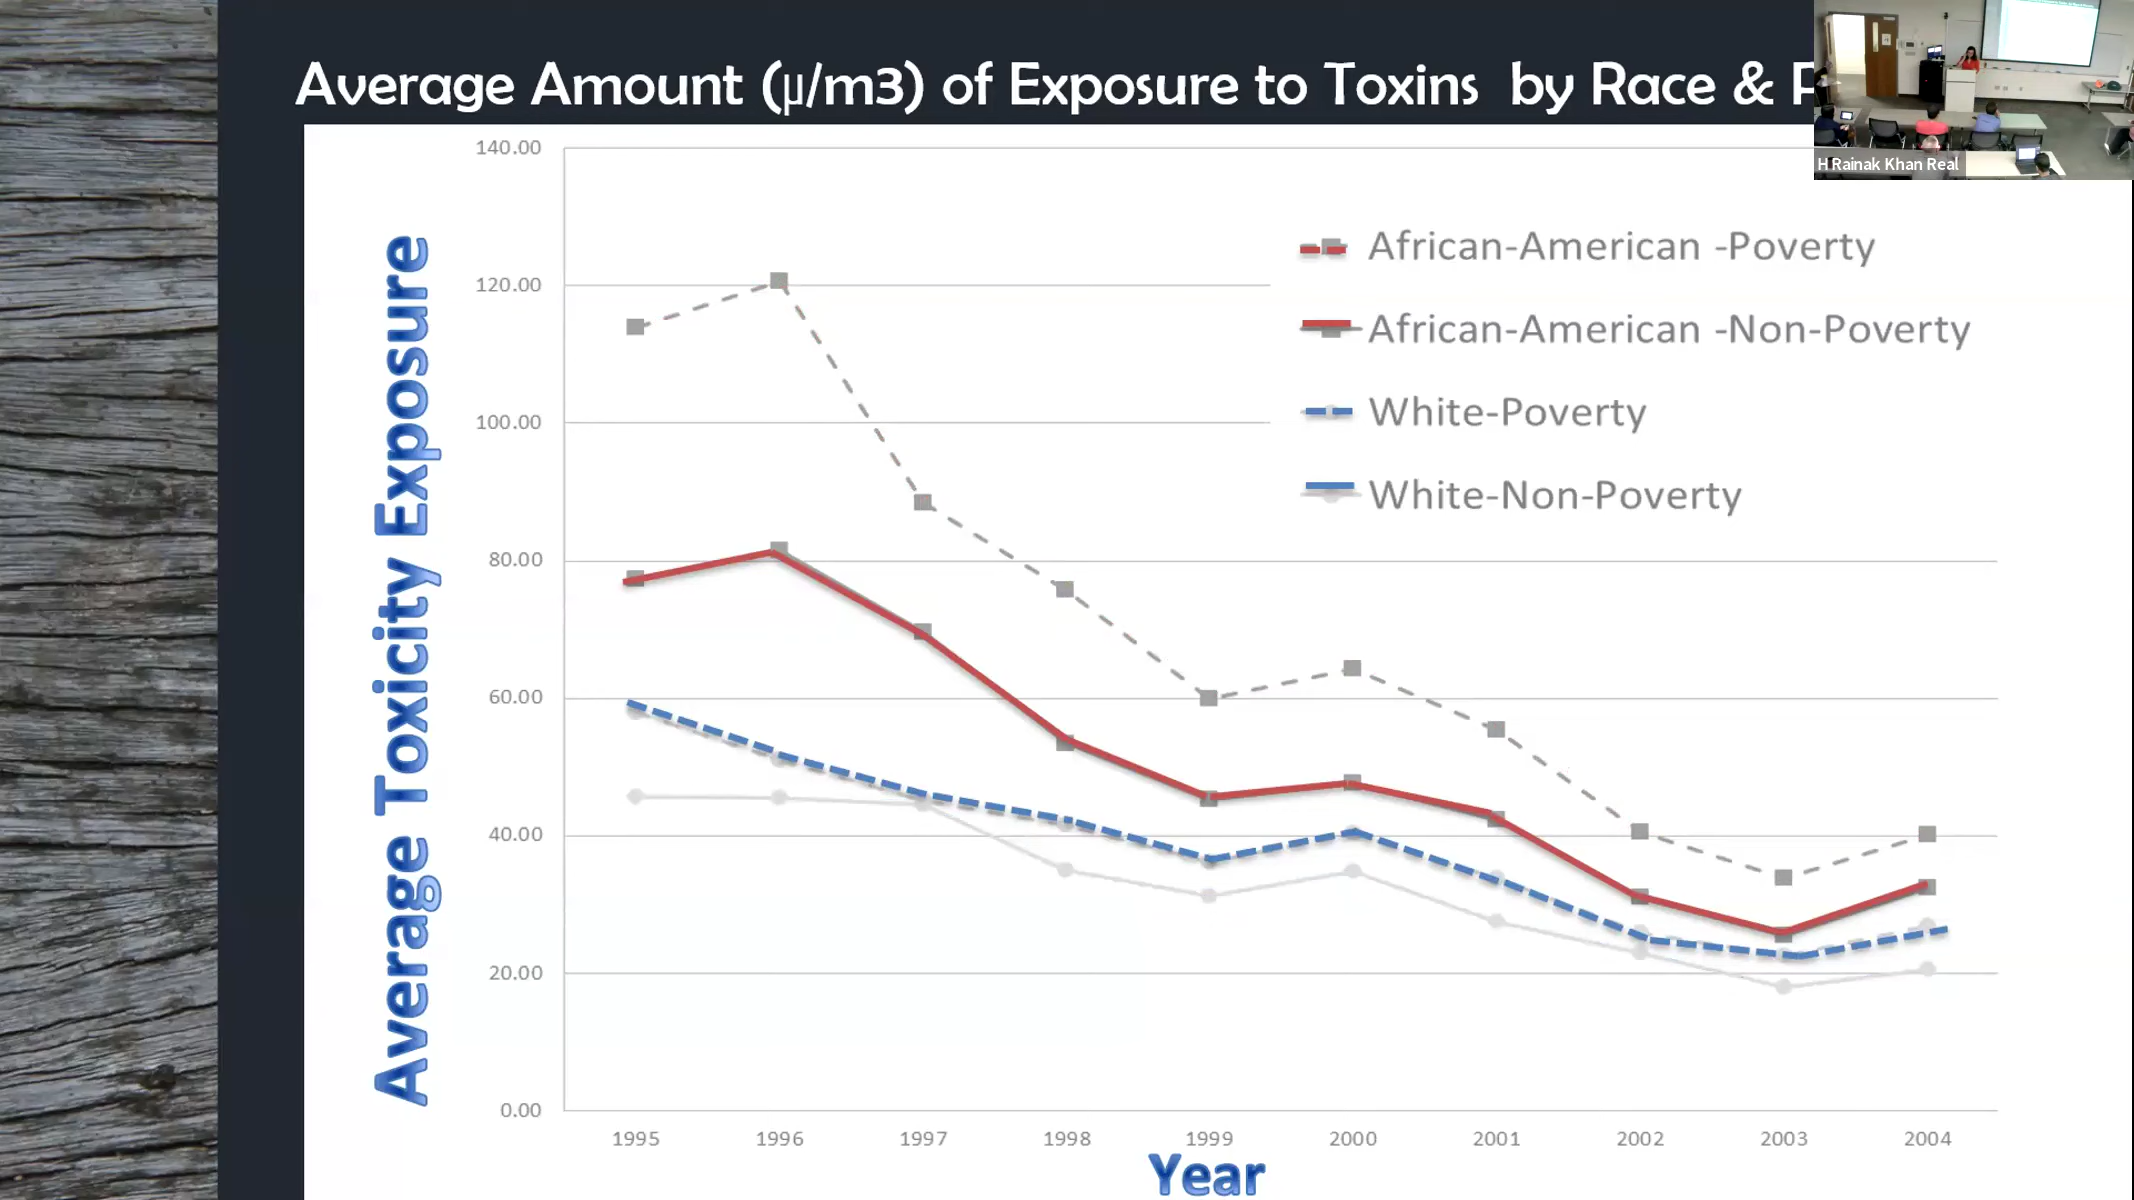 Average Amount (μ/m3) of Exposure to Toxins by Race &
H Rainak Khan Real
Average Toxicity Exposure
140.00
120.00
100.00
80.00
60.00
40.00
20.00
0.00
African-American -Poverty
African-American -Non-Poverty
White-Poverty
White-Non-Poverty
1995 1996 1997 1998 1999 2000 2001 2002 2003 2004
Year